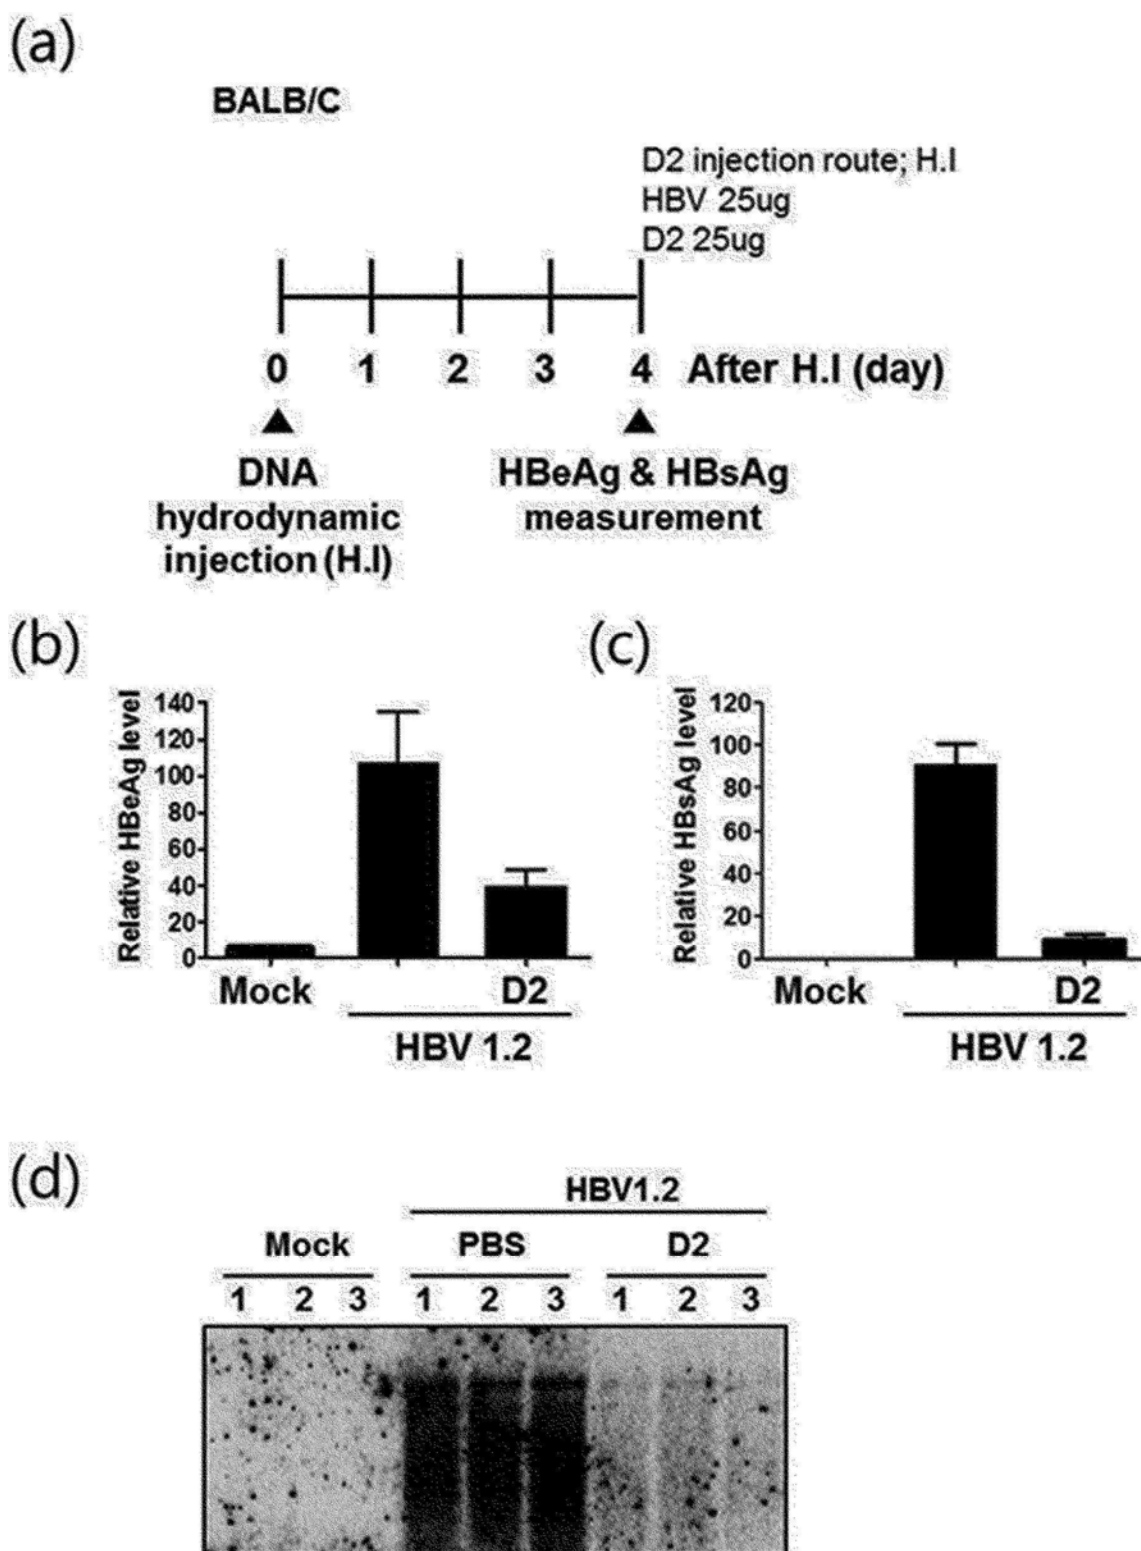 (a)
BALB/C
D2 injection route; H.I
HBV 25ug
D2 25ug
0 1 2 3 4 After H.I (day)
DNA
hydrodynamic
injection (H.I)
HBeAg & HBsAg
measurement
(b)
Relative HBeAg level
140
120
100
80
60
40
20
0
Mock D2
HBV 1.2
(c)
Relative HBsAg level
120
100
80
60
40
20
0
Mock D2
HBV 1.2
(d)
HBV1.2
Mock PBS D2
1 2 3 1 2 3 1 2 3